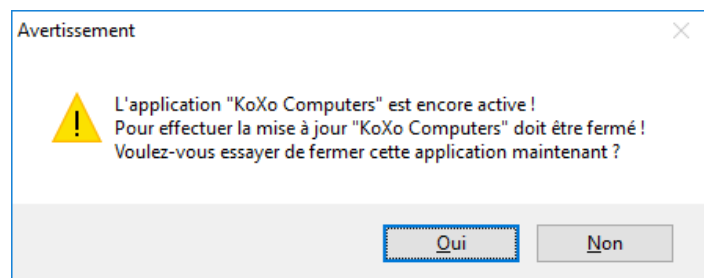 Avertissement
L'application "KoXo Computers" est encore active !
Pour effectuer la mise à jour "KoXo Computers" doit être fermé !
Voulez-vous essayer de fermer cette application maintenant ?
Oui
Non